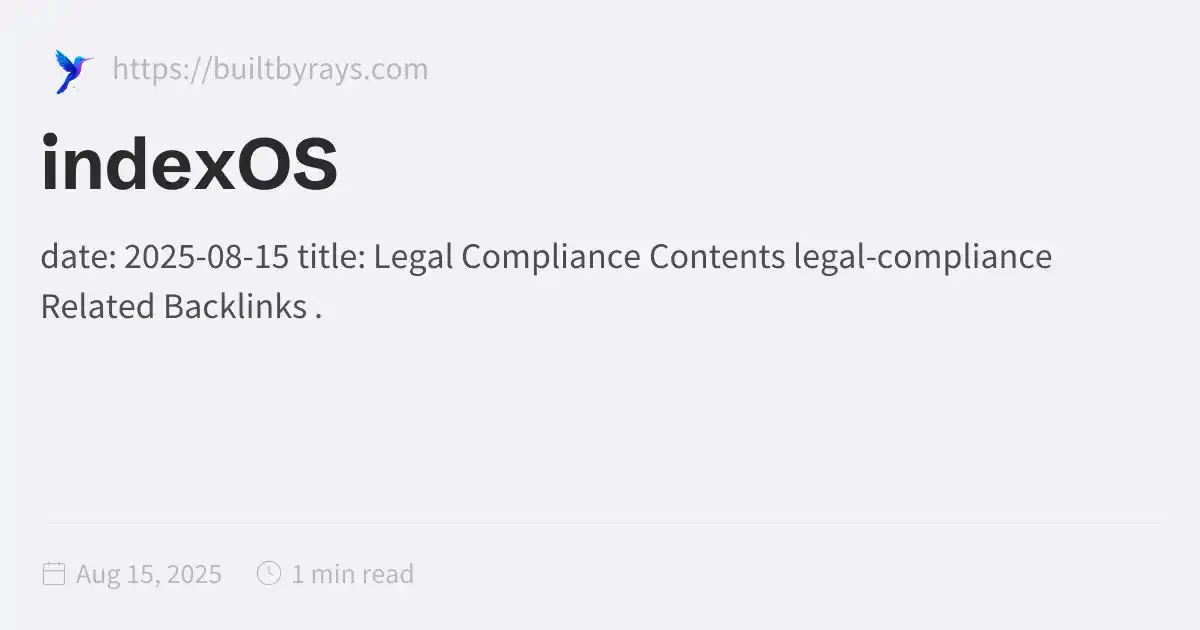 https://builtbyrays.com
indexOS
date: 2025-08-15 title: Legal Compliance Contents legal-compliance
Related Backlinks .
Aug 15, 2025 1 min read